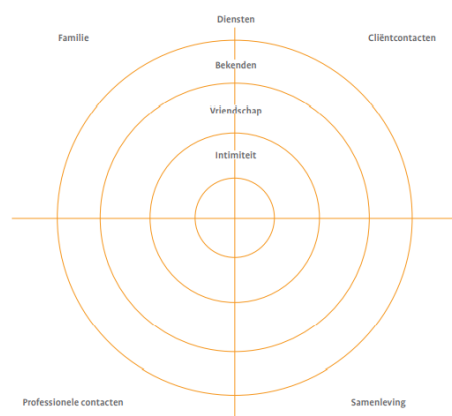 Diensten
Familie
Cliëntcontacten
Bekenden
Vriendschap
Intimiteit
Professionele contacten
Samenleving